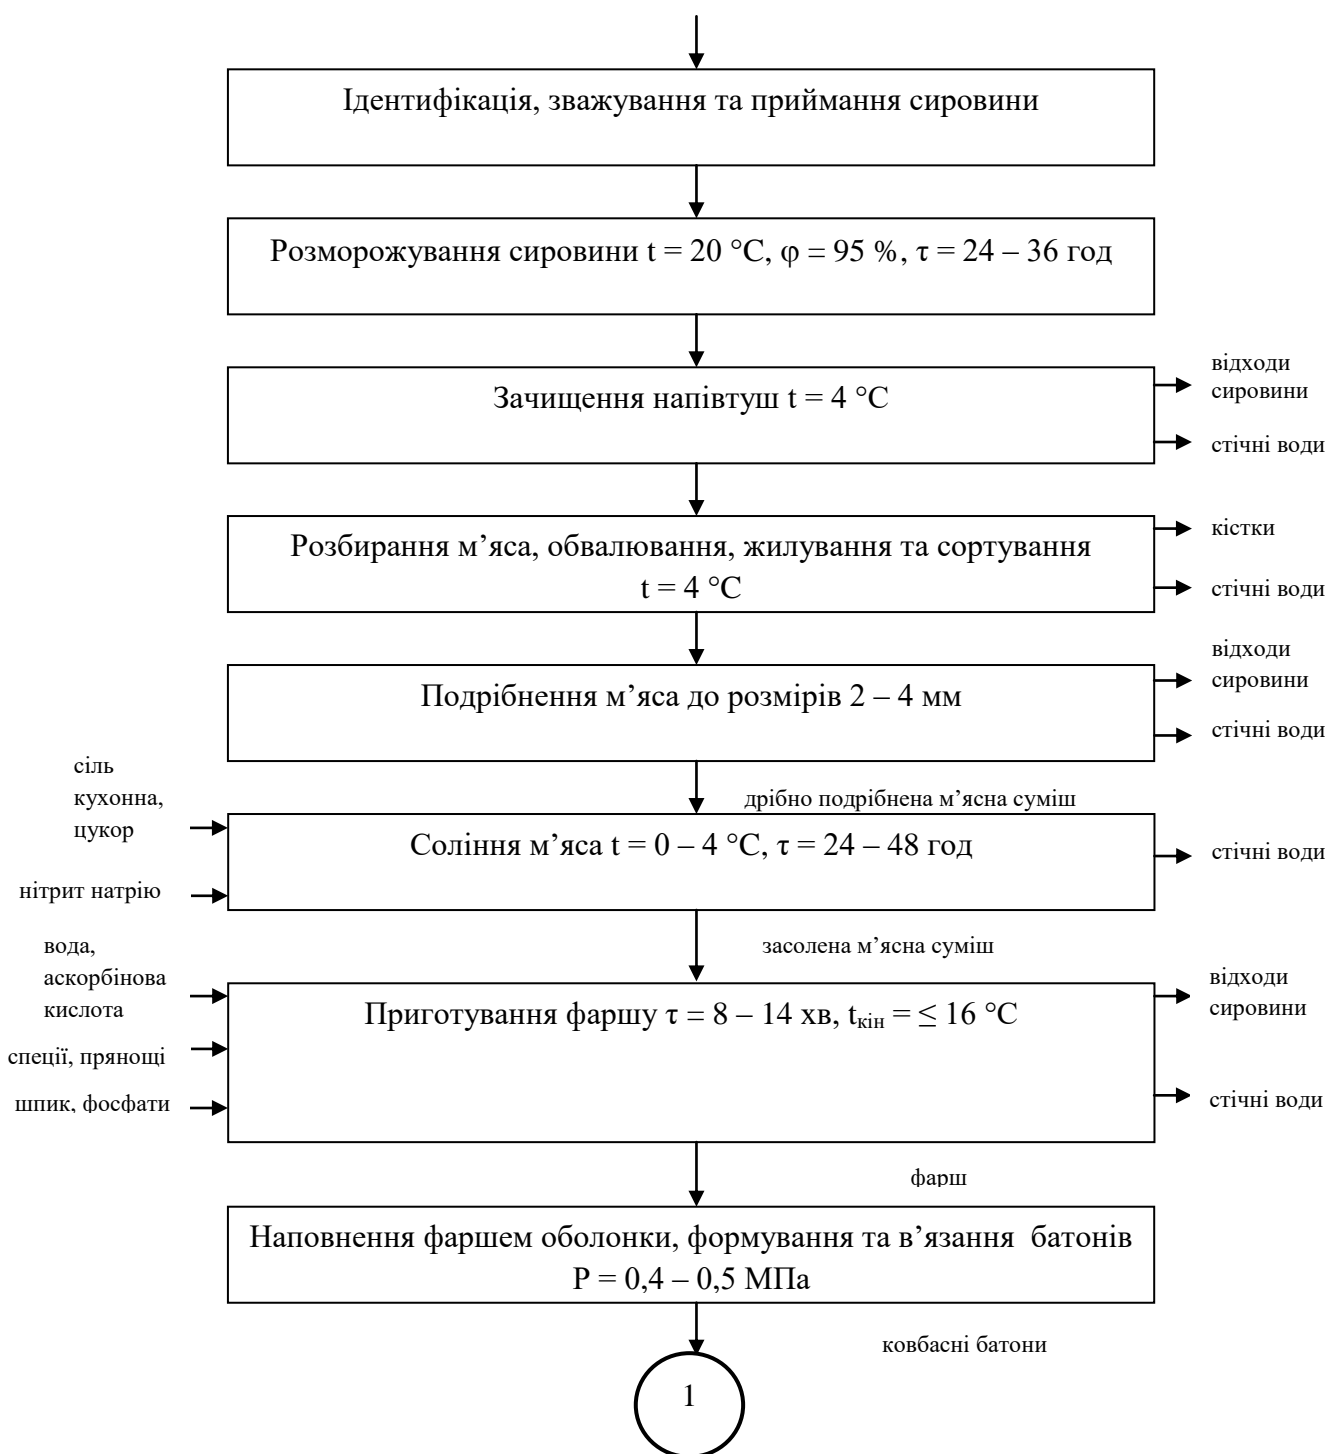 Ідентифікація, зважування та приймання сировини
Розморожування сировини t = 20 °С, φ = 95 %, τ = 24 – 36 год
Зачищення напівтуш t = 4 °С
відходи
сировини
стічні води
Розбирання м’яса, обвалювання, жилування та сортування
t = 4 °С
кістки
стічні води
Подрібнення м’яса до розмірів 2 – 4 мм
відходи
сировини
стічні води
сіль
кухонна,
цукор
нітрит натрію
дрібно подрібнена м’ясна суміш
Соління м’яса t = 0 – 4 °С, τ = 24 – 48 год
стічні води
засолена м’ясна суміш
вода,
аскорбінова
кислота
спеції, прянощі
шпик, фосфати
Приготування фаршу τ = 8 – 14 хв, tкін = ≤ 16 °С
відходи
сировини
стічні води
фарш
Наповнення фаршем оболонки, формування та в’язання батонів
Р = 0,4 – 0,5 МПа
ковбасні батони
1